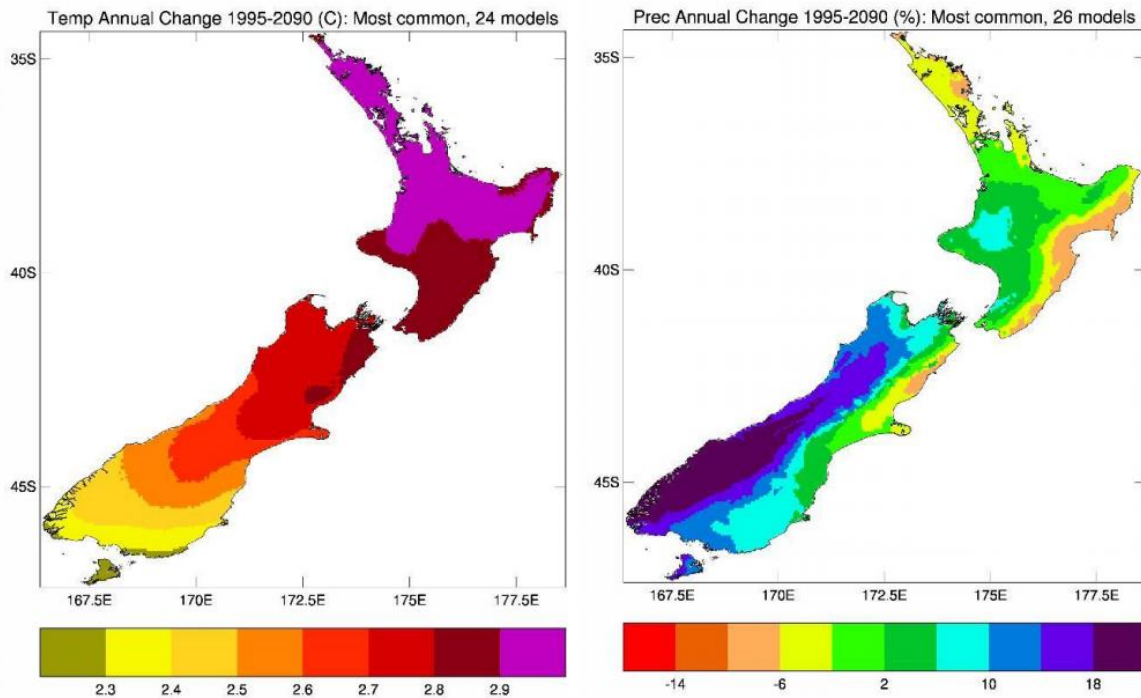 Temp Annual Change 1995-2090 (C): Most common, 24 models
35S
40S
45S
167.5E 170E 172.5E 175E 177.5E
2.3 2.4 2.5 2.6 2.7 2.8 2.9
Prec Annual Change 1995-2090 (%): Most common, 26 models
35S
40S
45S
167.5E 170E 172.5E 175E 177.5E
-14 -6 2 10 18